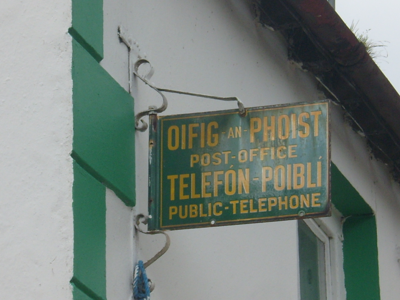 OIFIG AN PHOIST
POST-OFFICE
TELEFÓN-POIBLÍ
PUBLIC-TELEPHONE